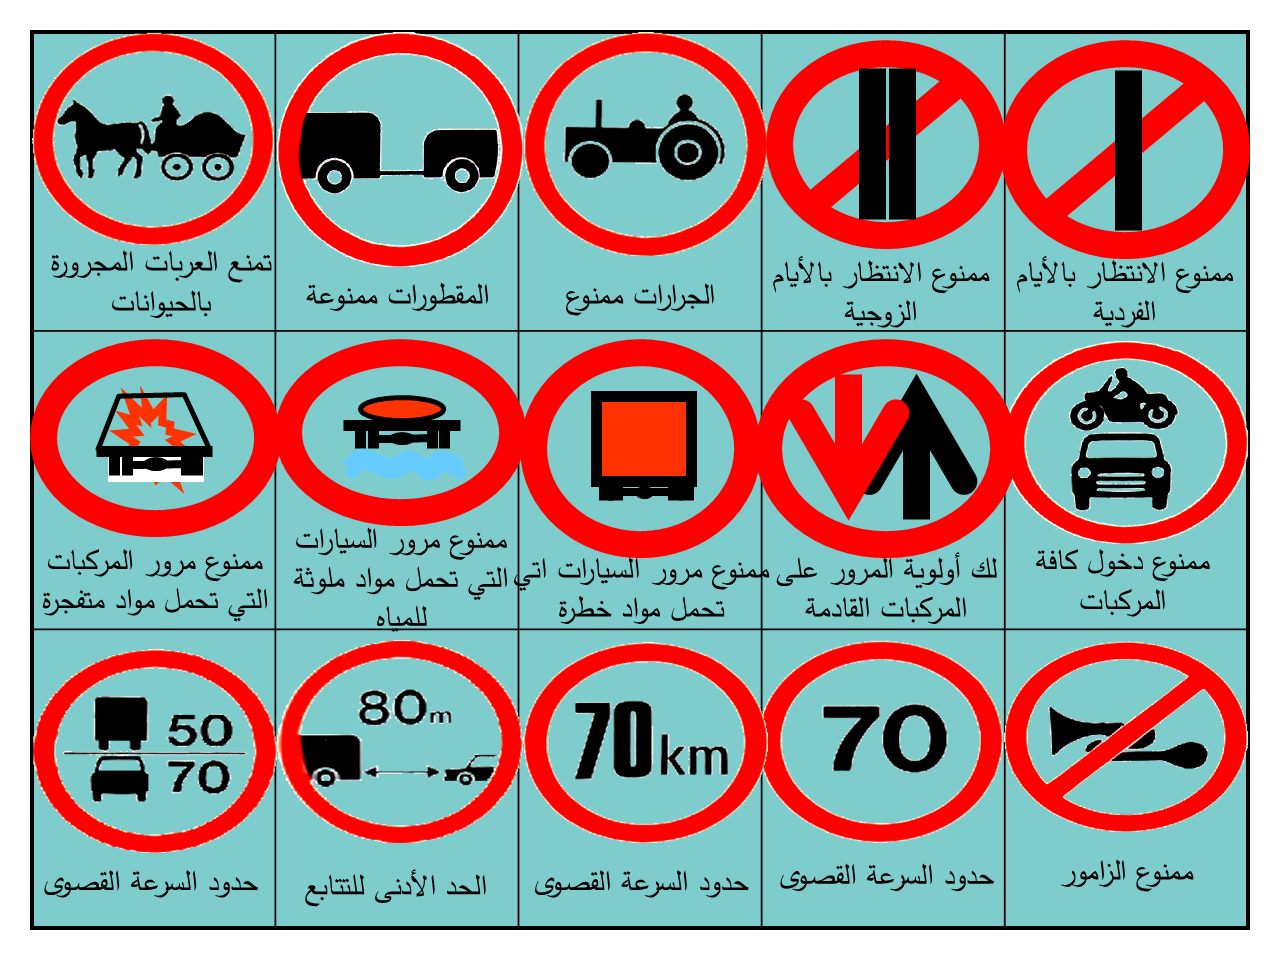 ممنوع الانتظار بالأيام
الفردية
ممنوع الانتظار بالأيام
الزوجية
الجرارات ممنوع
المقطورات ممنوعة
تمنع العربات المجرورة
بالحيوانات
ممنوع دخول كافة
المركبات
لك أولوية المرور على
المركبات القادمة
ممنوع مرور السيارات اتي
تحمل مواد خطرة
ممنوع مرور السيارات
التي تحمل مواد ملوثة
للمياه
ممنوع مرور المركبات
التي تحمل مواد متفجرة
ممنوع الزامور
70
حدود السرعة القصوى
70 km
حدود السرعة القصوى
80m
الحد الأدنى للتتابع
50
70
حدود السرعة القصوى